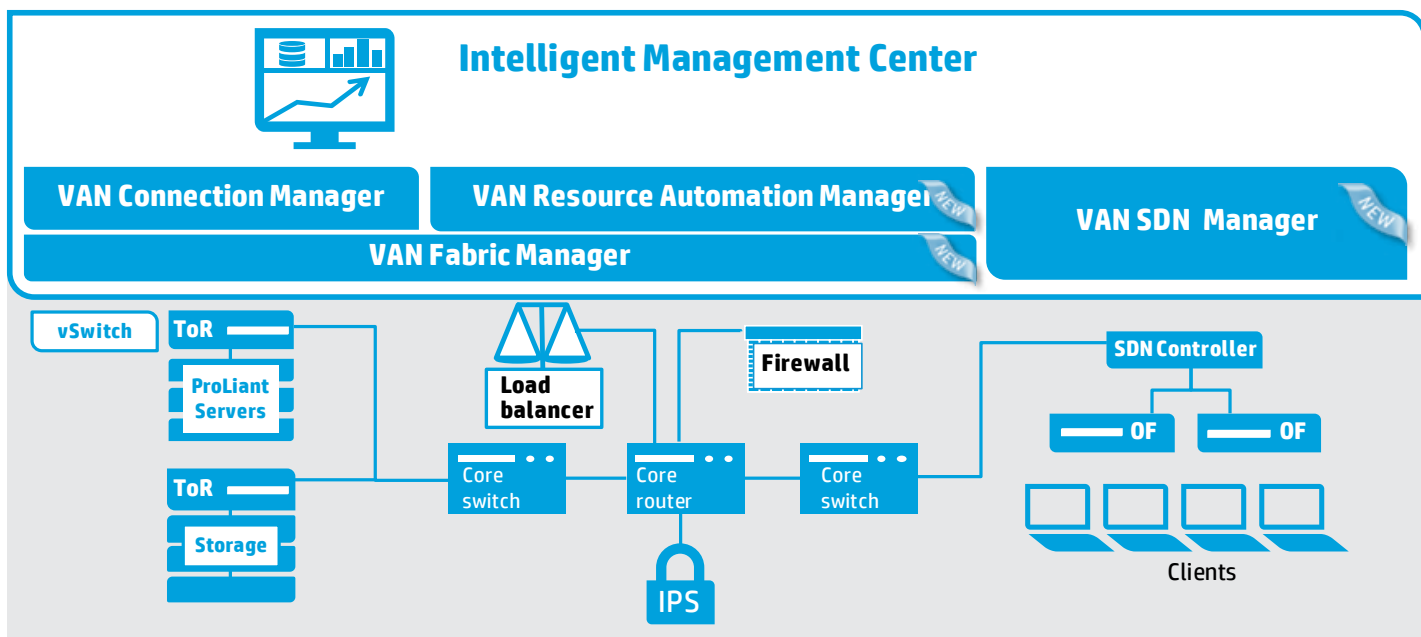 Intelligent Management Center
VAN Connection Manager
VAN Resource Automation Manager
NEW
VAN SDN Manager
NEW
VAN Fabric Manager
NEW
vSwitch
ToR
ProLiant
Servers
Load
balancer
Firewall
SDN Controller
OF
OF
Core
switch
Core
router
Core
switch
ToR
Storage
IPS
Clients